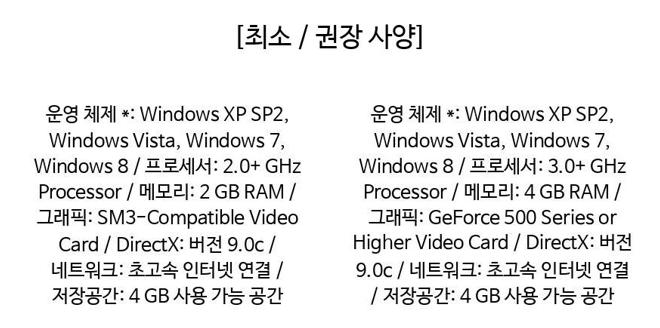 [최소 / 권장 사양]
운영 체제 *: Windows XP SP2,
Windows Vista, Windows 7,
Windows 8 / 프로세서: 2.0+ GHz
Processor / 메모리: 2 GB RAM /
그래픽: SM3-Compatible Video
Card / DirectX: 버전 9.0c /
네트워크: 초고속 인터넷 연결 /
저장공간: 4 GB 사용 가능 공간
운영 체제 *: Windows XP SP2,
Windows Vista, Windows 7,
Windows 8 / 프로세서: 3.0+ GHz
Processor / 메모리: 4 GB RAM /
그래픽: GeForce 500 Series or
Higher Video Card / DirectX: 버전
9.0c / 네트워크: 초고속 인터넷 연결
/ 저장공간: 4 GB 사용 가능 공간